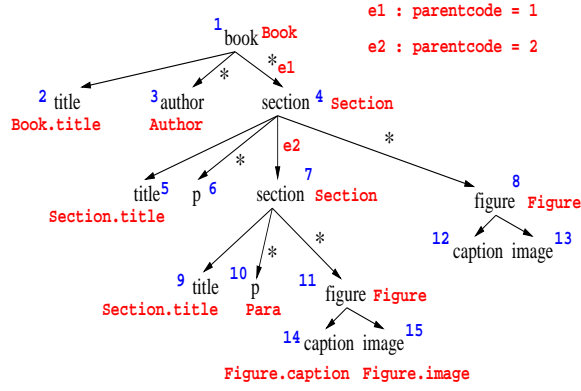 e1 : parentcode = 1
1 book Book
e2 : parentcode = 2
* * e1
2 title 3 author section 4 Section
Book.title Author
* e2 *
7 8
title 5 p 6 section Section figure Figure
Section.title
12 caption image 13
* *
9 title 10 p 11 figure Figure
Section.title Para
14 caption image 15
Figure.caption Figure.image